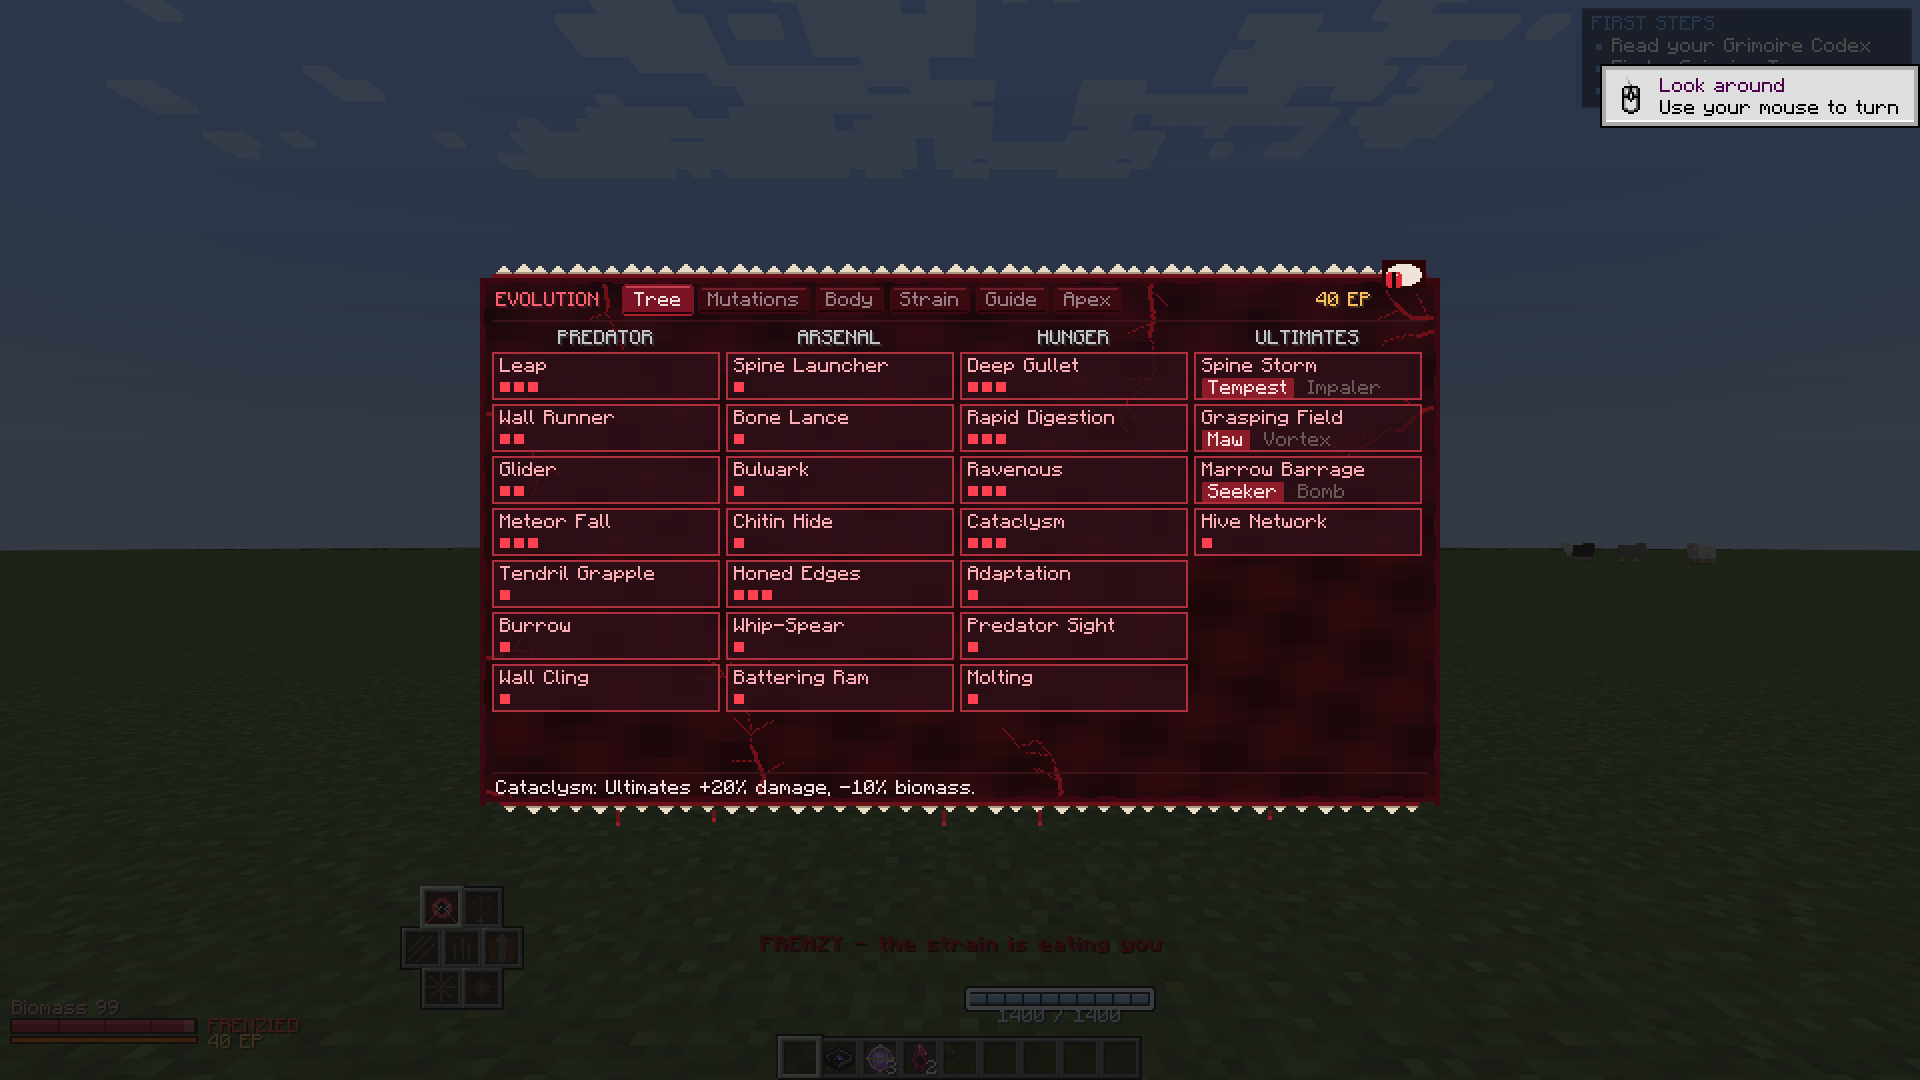 FIRST STEPS
Read your Grimoire Codex
Look around
Use your mouse to turn
EVOLUTION Tree Mutations Body Strain Guide Apex 40 EP
PREDATOR ARSENAL HUNGER ULTIMATES
Leap Spine Launcher Deep Gullet Spine Storm
Tempest Impaler
Wall Runner Bone Lance Rapid Digestion Grasping Field
Maw Vortex
Glider Bulwark Ravenous Marrow Barrage
Seeker Bomb
Meteor Fall Chitin Hide Cataclysm Hive Network
Tendril Grapple Honed Edges Adaptation
Burrow Whip-Spear Predator Sight
Wall Cling Battering Ram Molting
Cataclysm: Ultimates +20% damage, -10% biomass.
FRENZY - the strain is eating you
Biomass 99
FRENZIED
40 EP
1400 / 1400
3 2